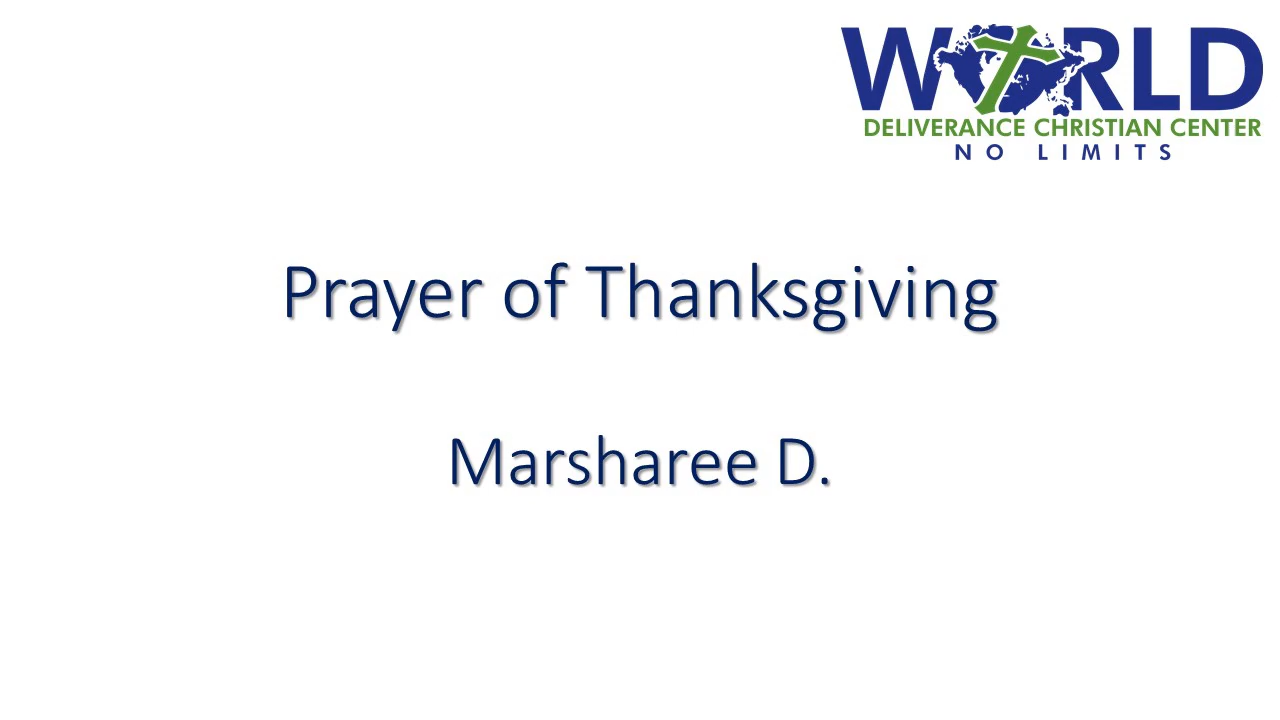 WORLD
DELIVERANCE CHRISTIAN CENTER
NO LIMITS
Prayer of Thanksgiving
Marsharee D.